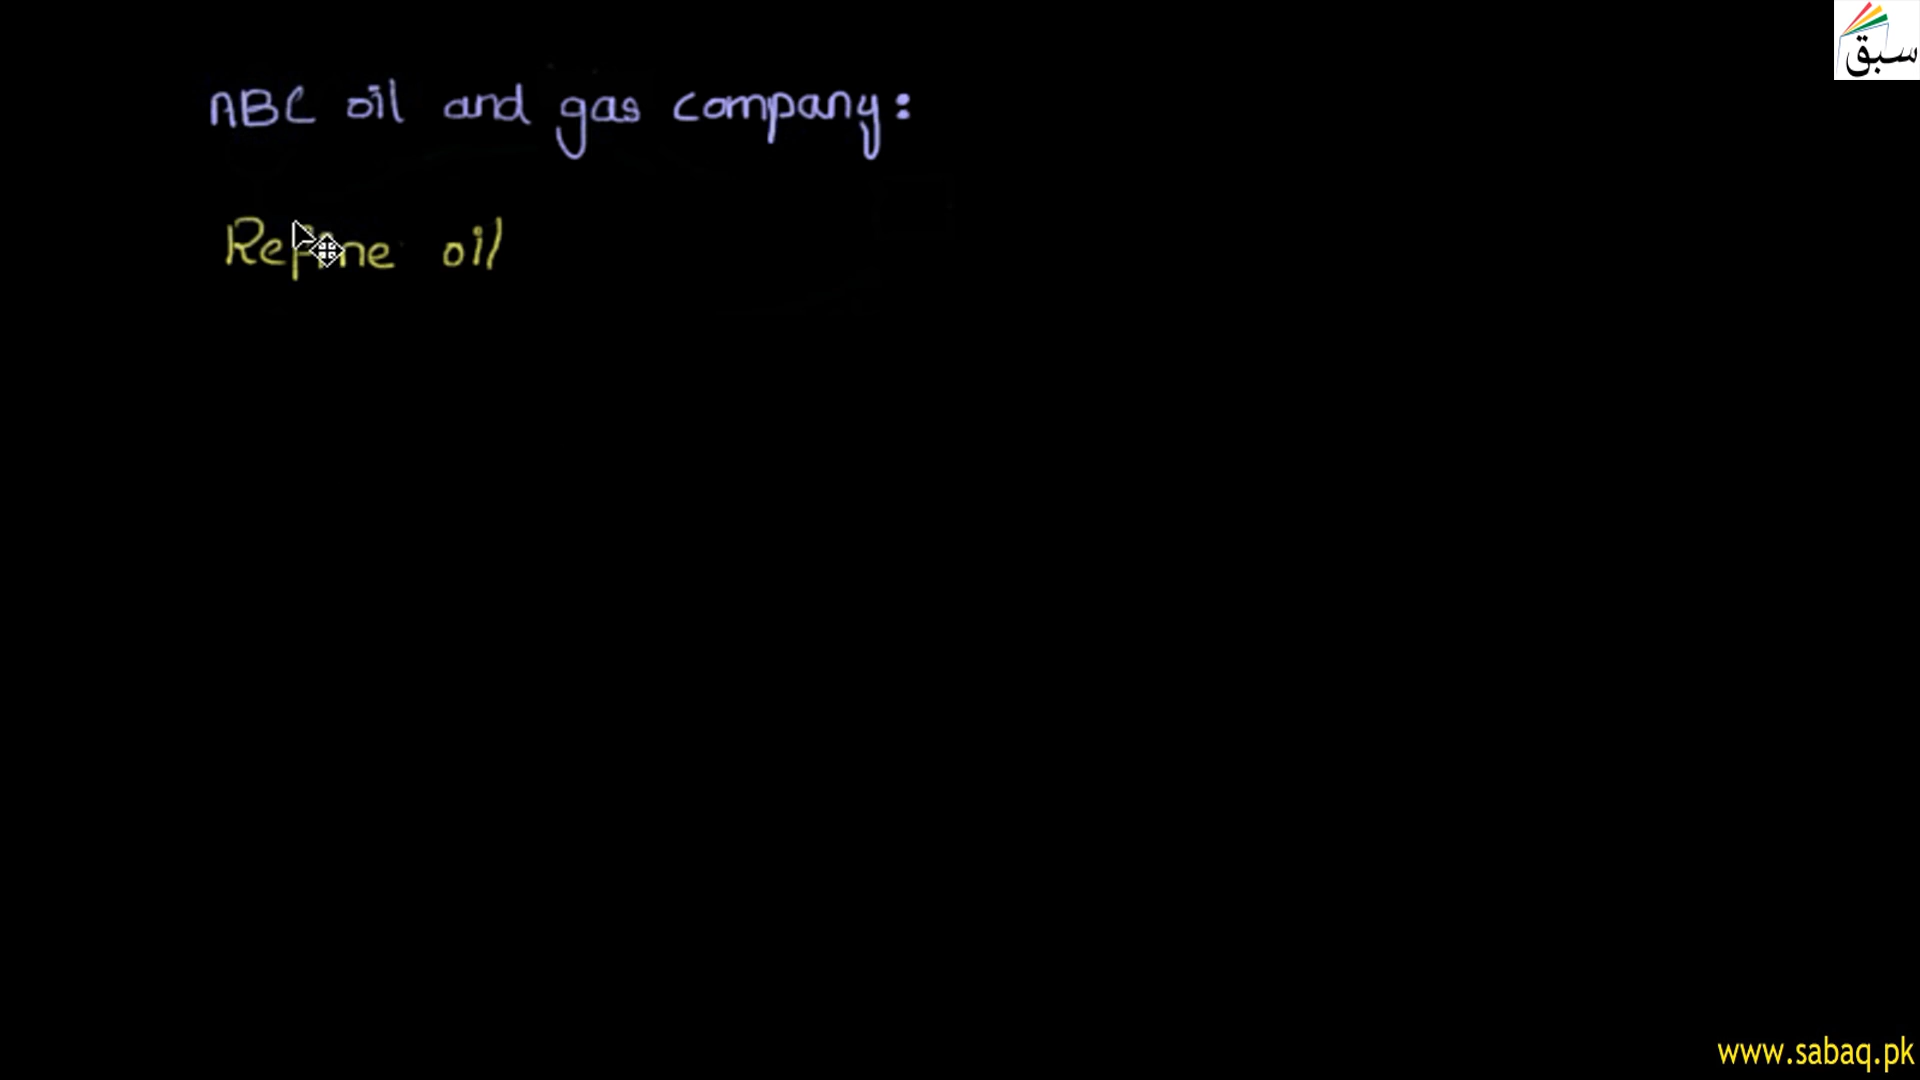 سبق
ABC oil and gas company:
Refine oil
www.sabaq.pk